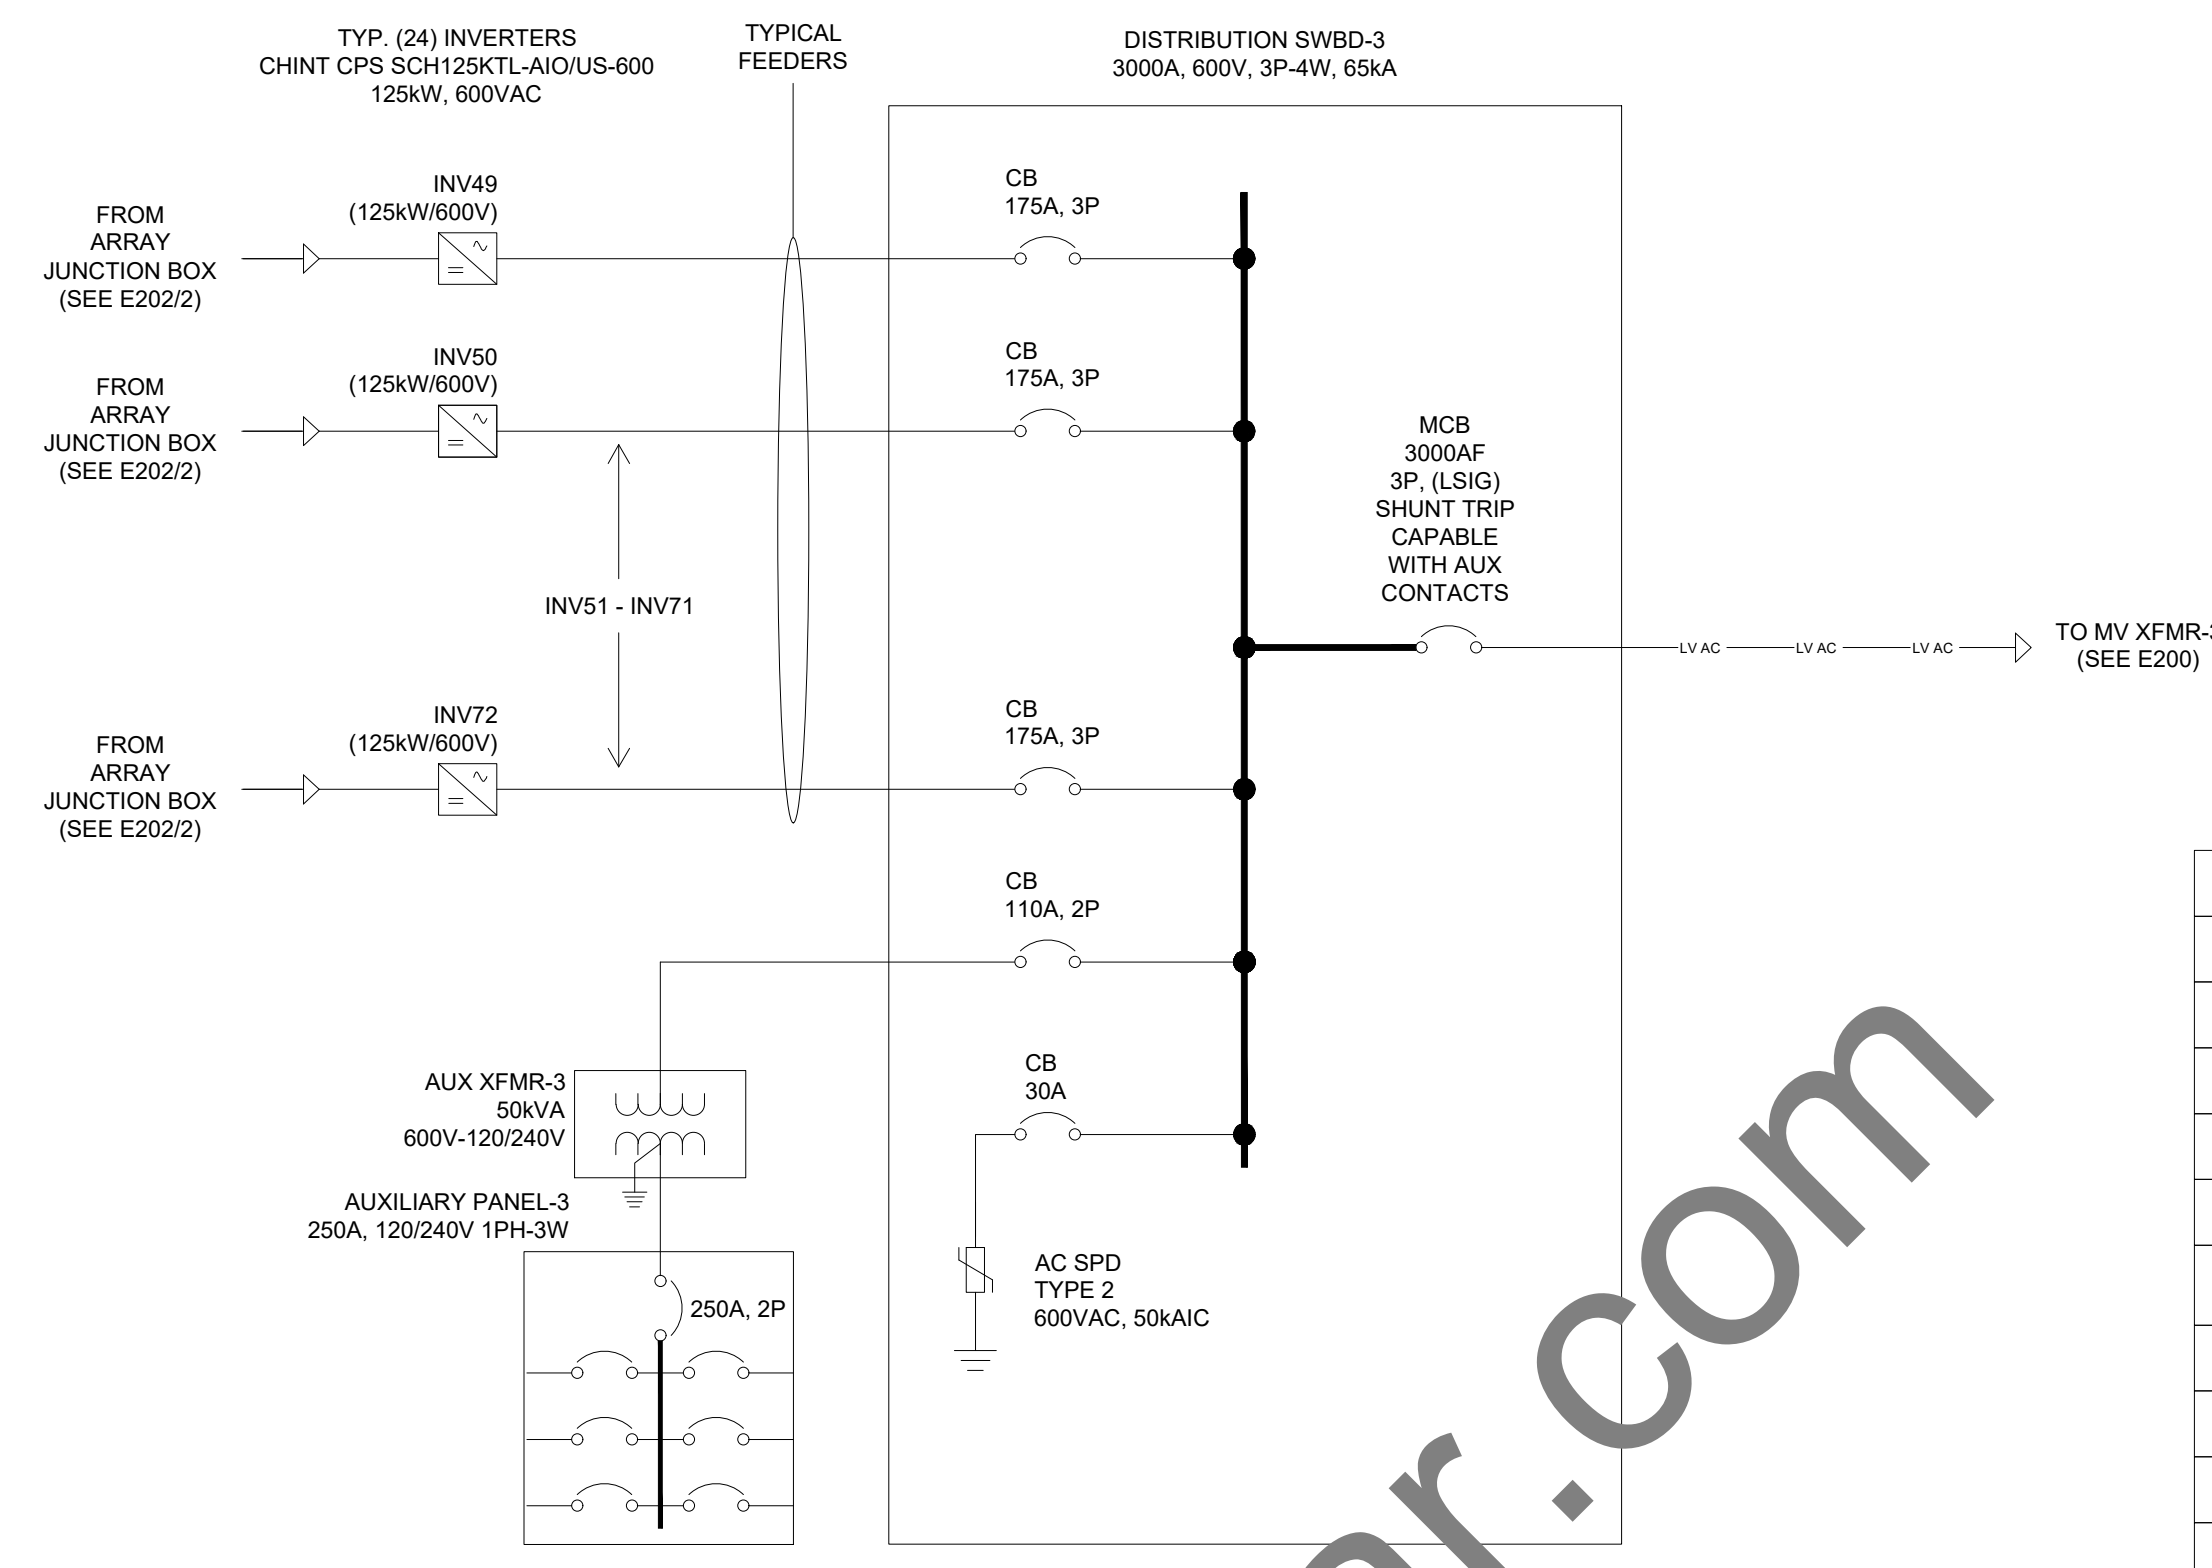 TYP. (24) INVERTERS
CHINT CPS SCH125KTL-AIO/US-600
125kW, 600VAC
TYPICAL
FEEDERS
DISTRIBUTION SWBD-3
3000A, 600V, 3P-4W, 65kA
FROM
ARRAY
JUNCTION BOX
(SEE E202/2)
INV49
(125kW/600V)
CB
175A, 3P
FROM
ARRAY
JUNCTION BOX
(SEE E202/2)
INV50
(125kW/600V)
CB
175A, 3P
INV51 - INV71
MCB
3000AF
3P, (LSIG)
SHUNT TRIP
CAPABLE
WITH AUX
CONTACTS
LV AC
LV AC
LV AC
TO MV XFMR-3
(SEE E200)
FROM
ARRAY
JUNCTION BOX
(SEE E202/2)
INV72
(125kW/600V)
CB
175A, 3P
CB
110A, 2P
AUX XFMR-3
50kVA
600V-120/240V
CB
30A
AUXILIARY PANEL-3
250A, 120/240V 1PH-3W
250A, 2P
AC SPD
TYPE 2
600VAC, 50kAIC
r.com